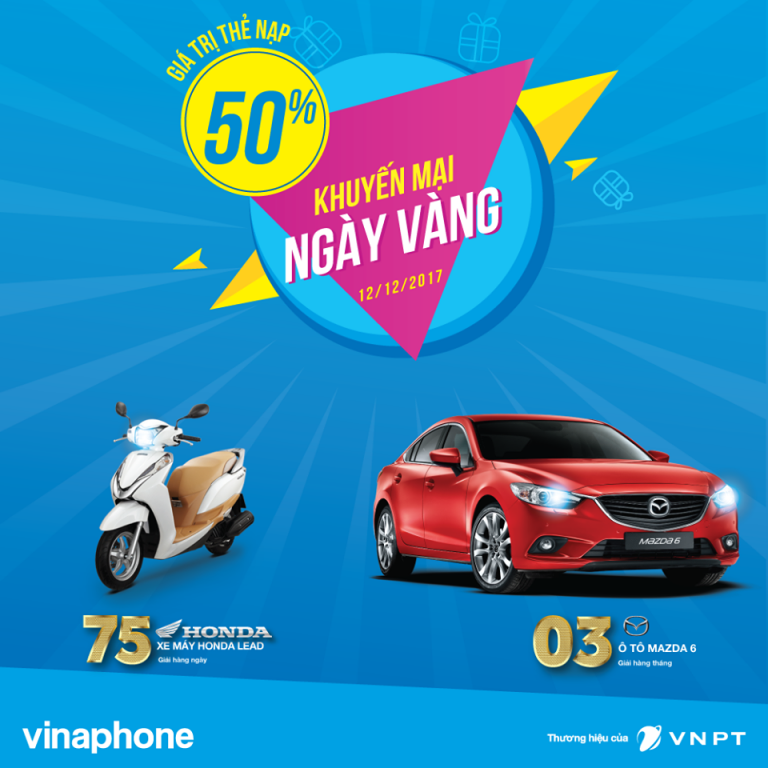 GIÁ TRỊ THẺ NẠP
50%
KHUYẾN MẠI
NGÀY VÀNG
12/12/2017
MAZDA 6
75 HONDA
XE MÁY HONDA LEAD
Giải hàng ngày
03
Ô TÔ MAZDA 6
Giải hàng tháng
vinaphone
Thương hiệu của VNPT